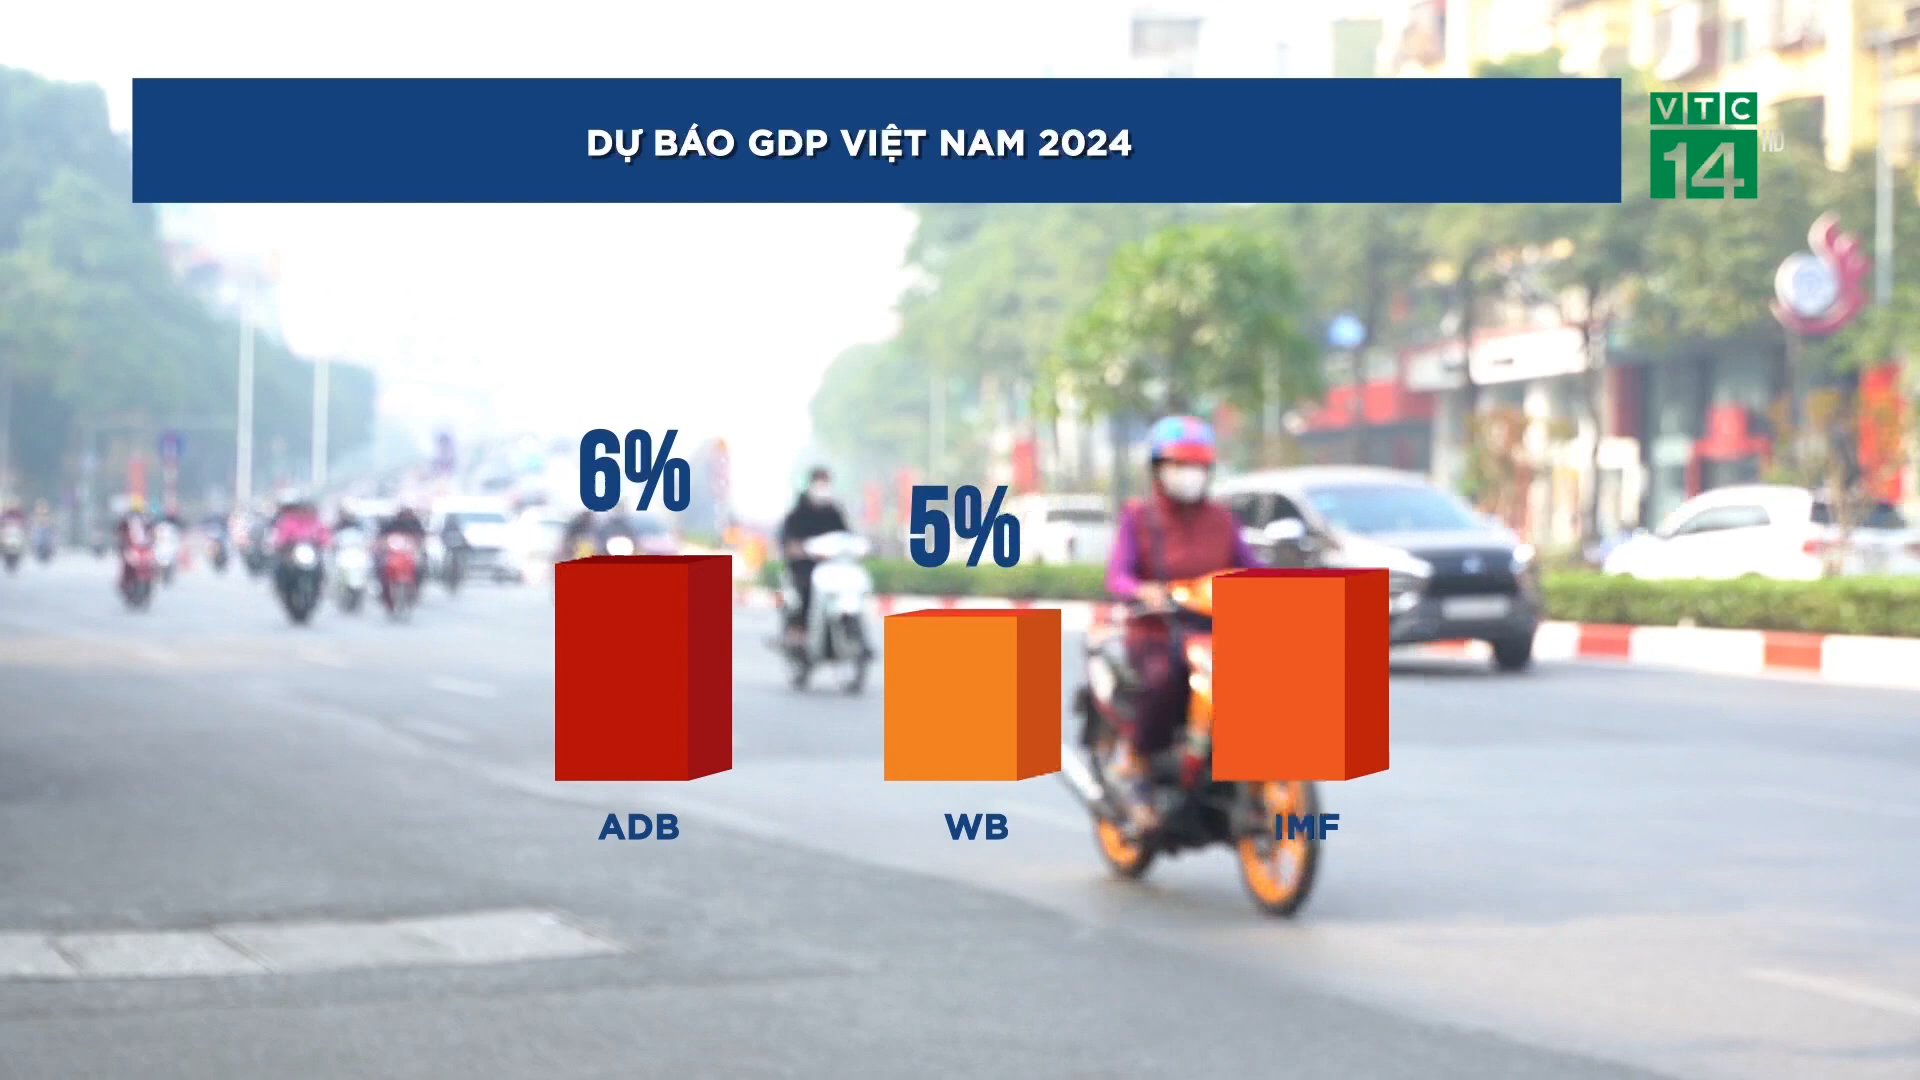 DỰ BÁO GDP VIỆT NAM 2024
VTC
14
HD
6%
5%
ADB
WB
IMF